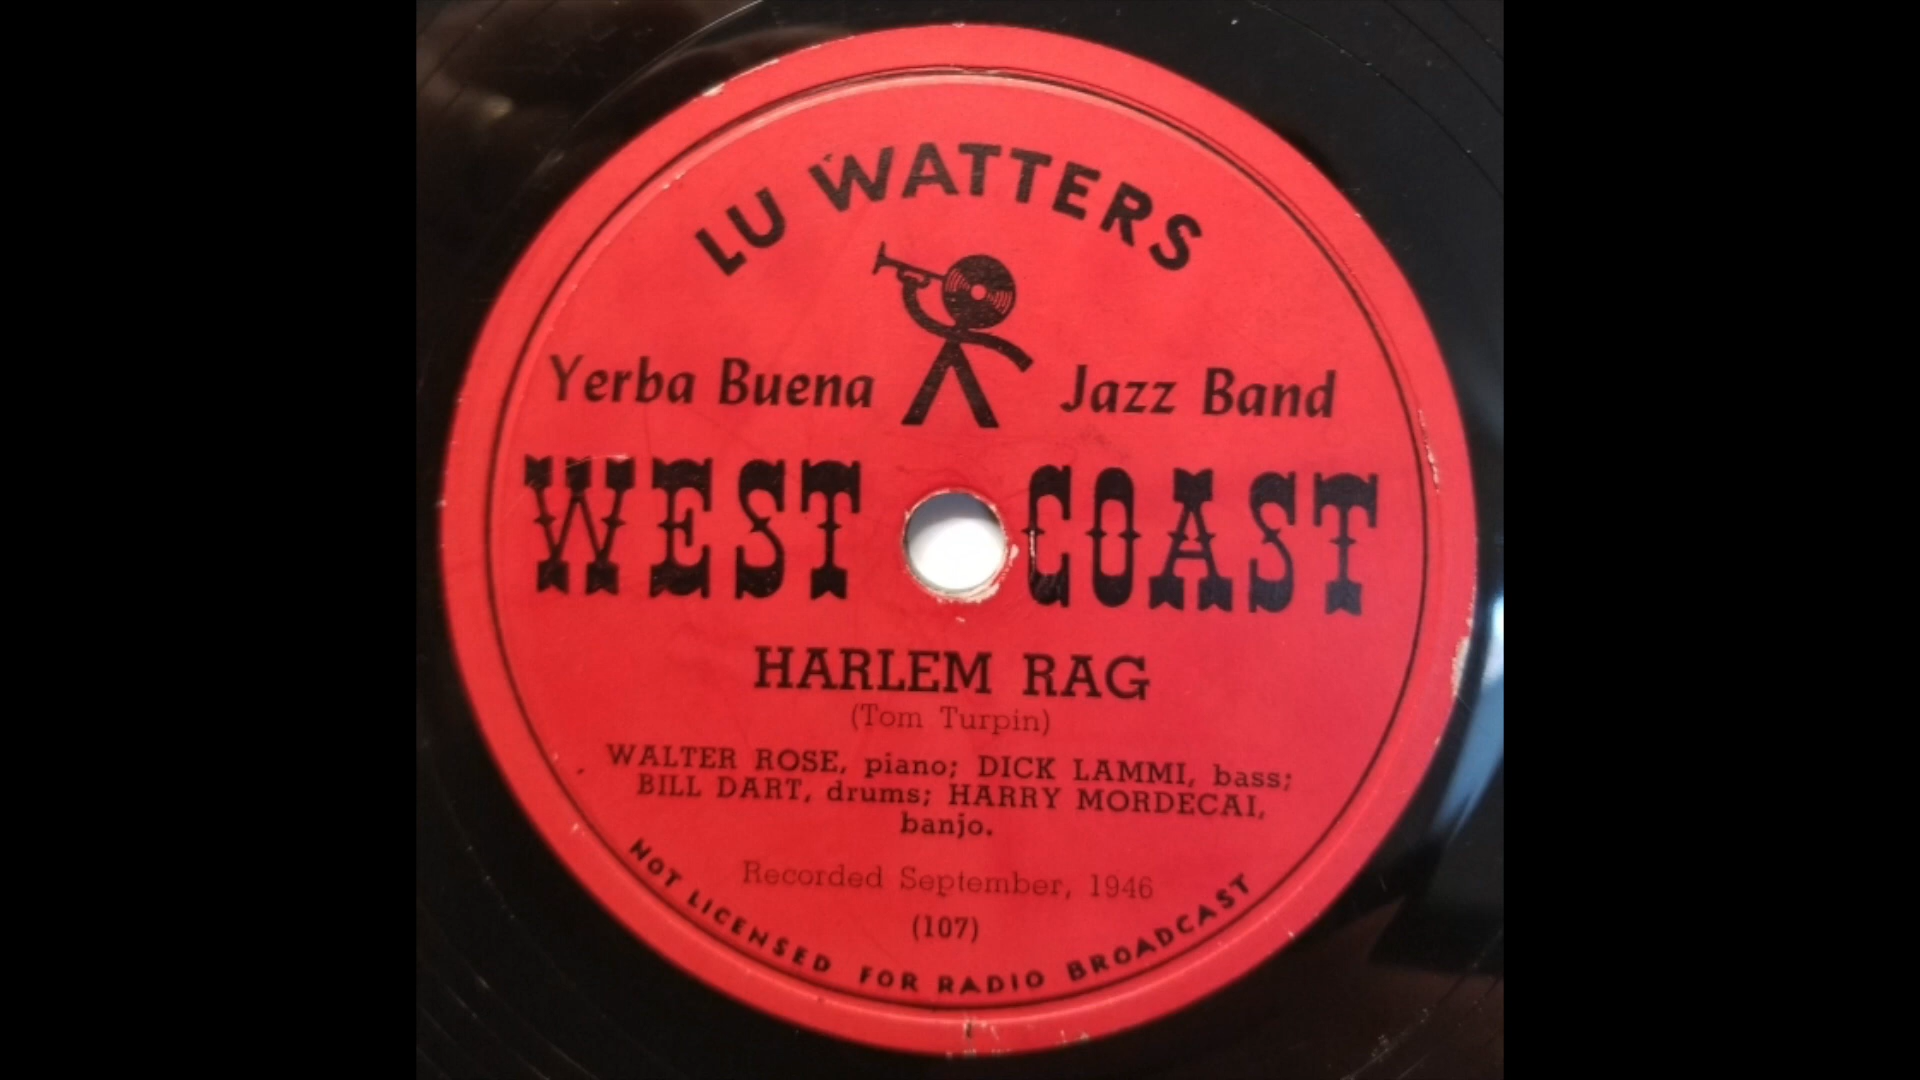 LU WATTERS
Yerba Buena Jazz Band
WEST COAST
HARLEM RAG
(Tom Turpin)
WALTER ROSE, piano; DICK LAMMI, bass;
BILL DART, drums; HARRY MORDECAI,
banjo.
Recorded September, 1946
(107)
NOT LICENSED FOR RADIO BROADCAST